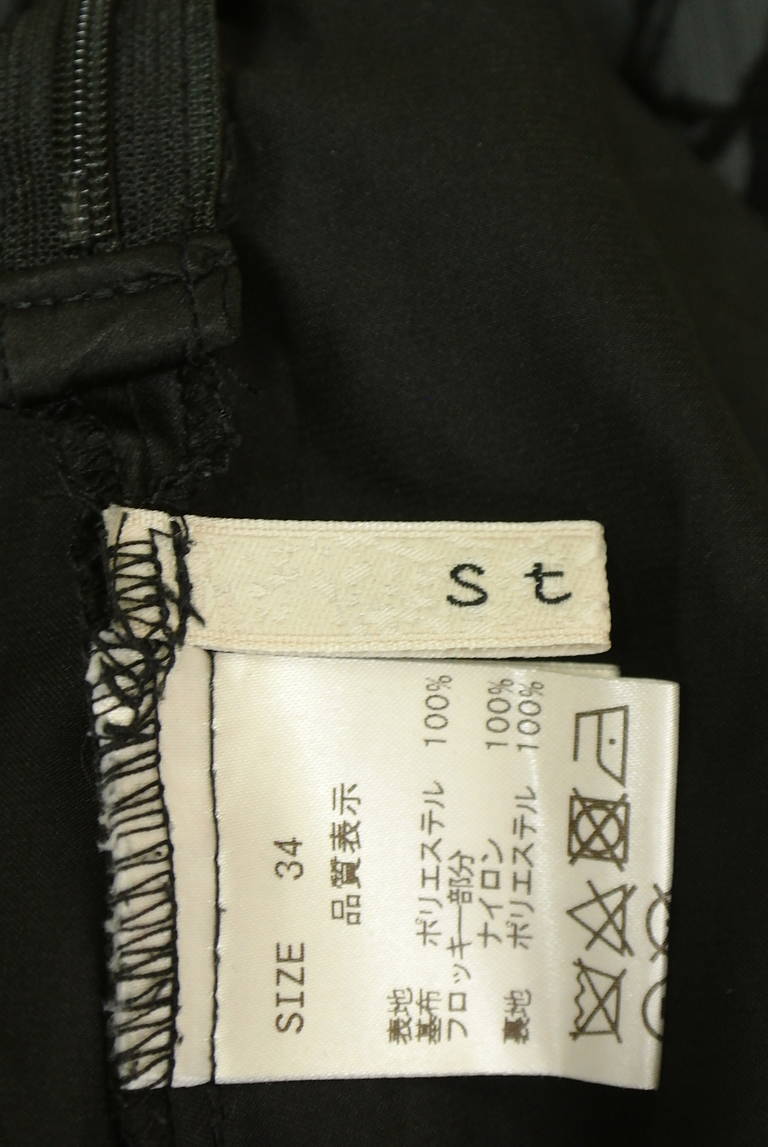 St
SIZE 34
品質表示
表地
基布 ポリエステル 100%
フロッキー部分
ナイロン 100%
裏地 ポリエステル 100%